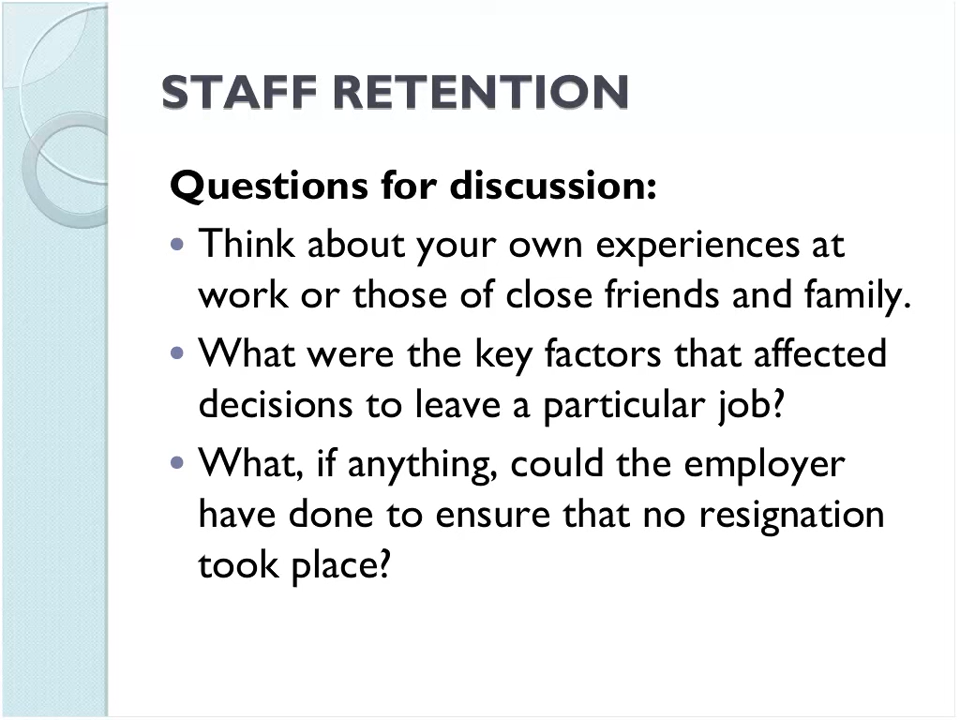 STAFF RETENTION
Questions for discussion:
• Think about your own experiences at
work or those of close friends and family.
• What were the key factors that affected
decisions to leave a particular job?
• What, if anything, could the employer
have done to ensure that no resignation
took place?